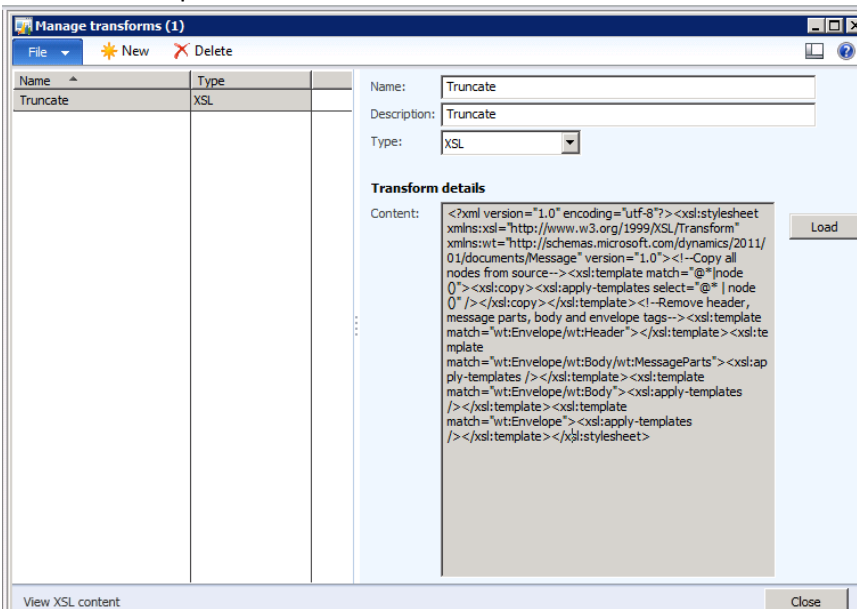 Manage transforms (1)
File New Delete
Name Type
Truncate XSL
Name: Truncate
Description: Truncate
Type: XSL
Transform details
Content:
<?xml version="1.0" encoding="utf-8"?><xsl:stylesheet
xmlns:xsl="http://www.w3.org/1999/XSL/Transform"
xmlns:wt="http://schemas.microsoft.com/dynamics/2011/
01/documents/Message" version="1.0"><!--Copy all
nodes from source--><xsl:template match="@*|node
()"><xsl:copy><xsl:apply-templates select="@* | node
()" /></xsl:copy></xsl:template><!--Remove header,
message parts, body and envelope tags--><xsl:template
match="wt:Envelope/wt:Header"></xsl:template><xsl:te
mplate
match="wt:Envelope/wt:Body/wt:MessageParts"><xsl:ap
ply-templates /></xsl:template><xsl:template
match="wt:Envelope/wt:Body"><xsl:apply-templates
/></xsl:template><xsl:template
match="wt:Envelope"><xsl:apply-templates
/></xsl:template></xsl:stylesheet>
Load
View XSL content
Close